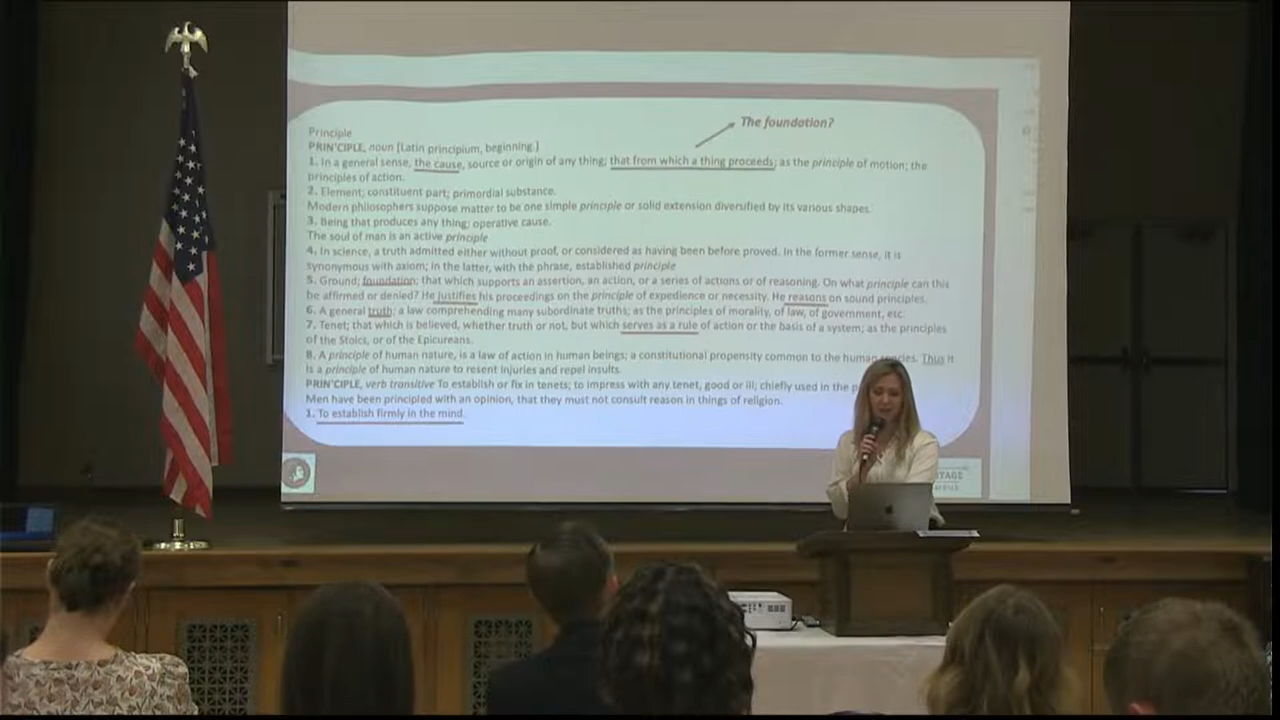 The foundation?
Principle
PRIN'CIPLE, noun [Latin principium, beginning.]
1. In a general sense, the cause, source or origin of any thing; that from which a thing proceeds; as the principle of motion; the
principles of action.
2. Element; constituent part; primordial substance.
Modern philosophers suppose matter to be one simple principle or solid extension diversified by its various shapes.
3. Being that produces any thing; operative cause.
The soul of man is an active principle
4. In science, a truth admitted either without proof, or considered as having been before proved. In the former sense, it is
synonymous with axiom; in the latter, with the phrase, established principle
5. Ground; foundation; that which supports an assertion, an action, or a series of actions or of reasoning. On what principle can this
be affirmed or denied? He justifies his proceedings on the principle of expedience or necessity. He reasons on sound principles.
6. A general truth; a law comprehending many subordinate truths; as the principles of morality, of law, of government, etc.
7. Tenet; that which is believed, whether truth or not, but which serves as a rule of action or the basis of a system; as the principles
of the Stoics, or of the Epicureans.
8. A principle of human nature, is a law of action in human beings; a constitutional propensity common to the human species. Thus it
is a principle of human nature to resent injuries and repel insults.
PRIN'CIPLE, verb transitive To establish or fix in tenets; to impress with any tenet, good or ill; chiefly used in the
Men have been principled with an opinion, that they must not consult reason in things of religion.
1. To establish firmly in the mind.
TAGE